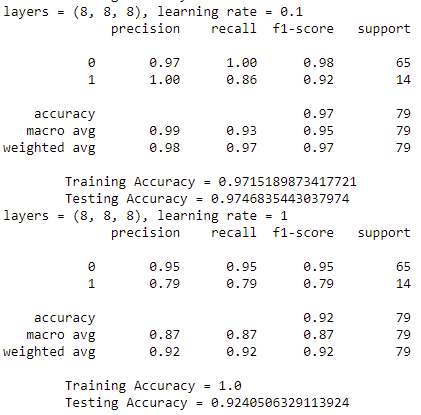 layers = (8, 8, 8), learning rate = 0.1
precision recall f1-score support
0 0.97 1.00 0.98 65
1 1.00 0.86 0.92 14
accuracy 0.97 79
macro avg 0.99 0.93 0.95 79
weighted avg 0.98 0.97 0.97 79
Training Accuracy = 0.9715189873417721
Testing Accuracy = 0.9746835443037974
layers = (8, 8, 8), learning rate = 1
precision recall f1-score support
0 0.95 0.95 0.95 65
1 0.79 0.79 0.79 14
accuracy 0.92 79
macro avg 0.87 0.87 0.87 79
weighted avg 0.92 0.92 0.92 79
Training Accuracy = 1.0
Testing Accuracy = 0.9240506329113924